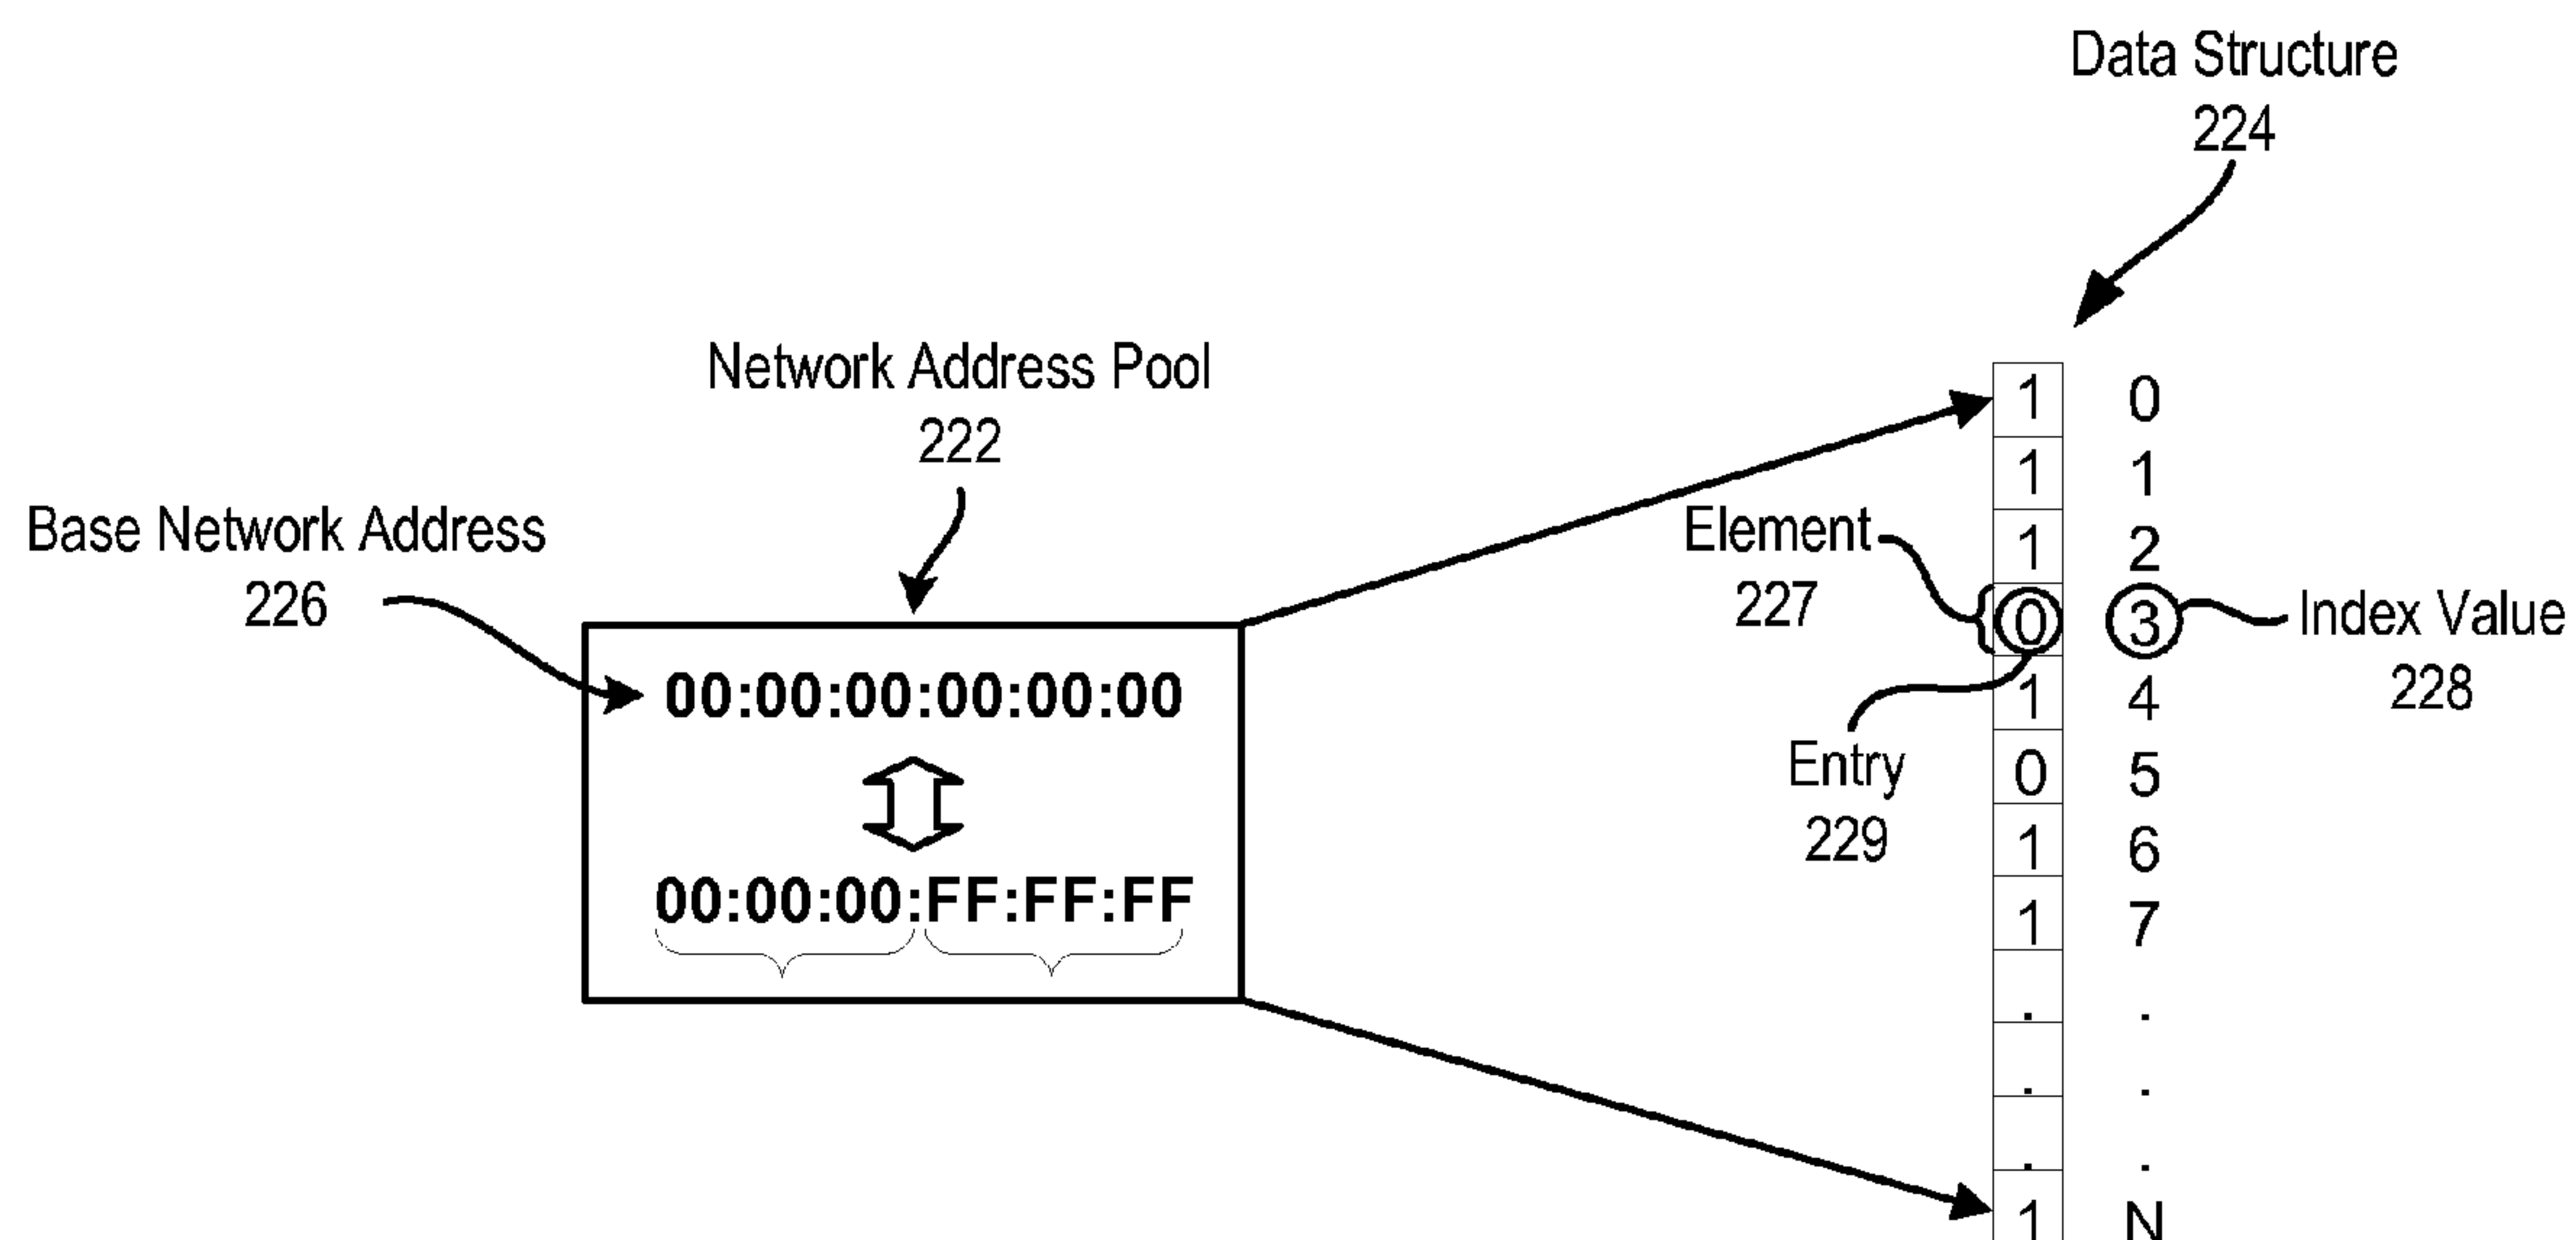 Data Structure
224
Network Address Pool
222
Base Network Address
226
00:00:00:00:00:00
00:00:00:FF:FF:FF
Element
227
Entry
229
Index Value
228
1 0
1 1
1 2
0 3
1 4
0 5
1 6
1 7
. .
. .
. .
1 N